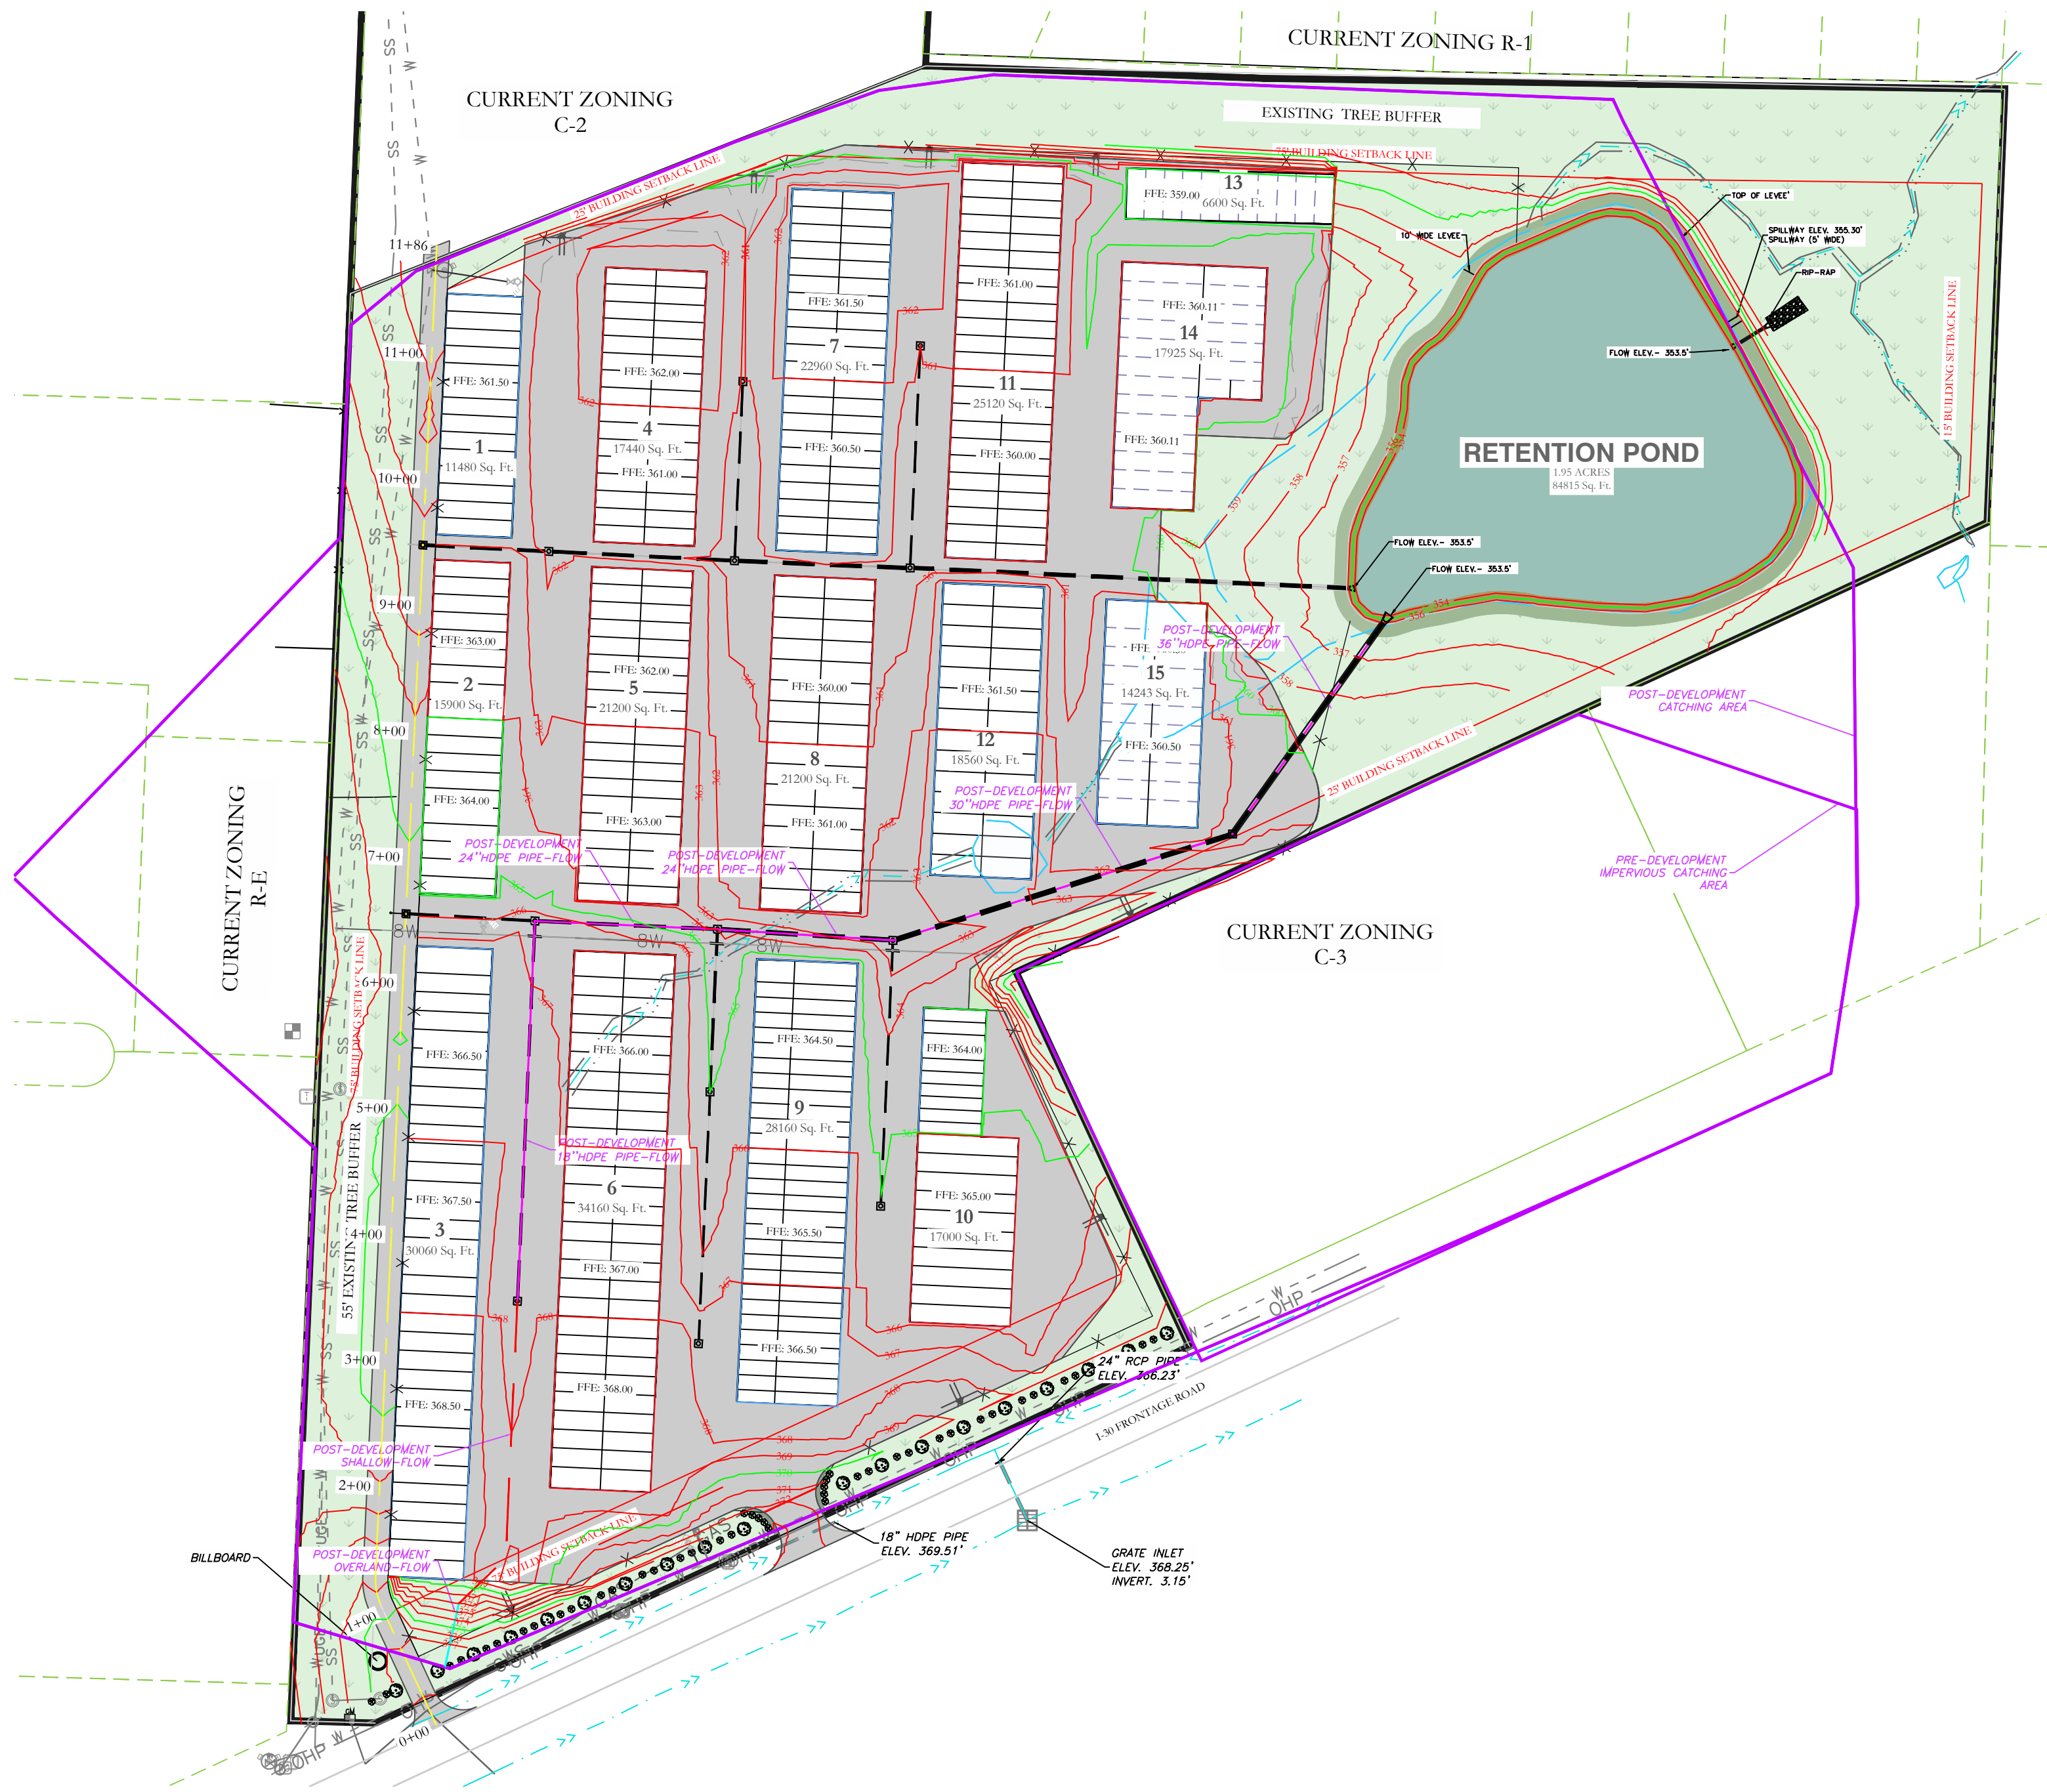 CURRENT ZONING R-1
CURRENT ZONING
C-2
EXISTING TREE BUFFER
75' BUILDING SETBACK LINE
25' BUILDING SETBACK LINE
TOP OF LEVEE'
SPILLWAY ELEV. 355.30'
SPILLWAY (5' WIDE)
RIP-RAP
10' WIDE LEVEE
FLOW ELEV.- 353.5'
15' BUILDING SETBACK LINE
11+86
11+00
10+00
9+00
8+00
7+00
6+00
5+00
4+00
3+00
2+00
1+00
0+00
13
FFE: 359.00
6600 Sq. Ft.
FFE: 361.50
1
11480 Sq. Ft.
FFE: 362.00
4
17440 Sq. Ft.
FFE: 361.00
FFE: 361.50
7
22960 Sq. Ft.
FFE: 360.50
FFE: 361.00
11
25120 Sq. Ft.
FFE: 360.00
FFE: 360.11
14
17925 Sq. Ft.
FFE: 360.11
RETENTION POND
1.95 ACRES
84815 Sq. Ft.
FLOW ELEV.- 353.5'
FLOW ELEV.- 353.5'
FFE: 363.00
2
15900 Sq. Ft.
FFE: 364.00
FFE: 362.00
5
21200 Sq. Ft.
FFE: 363.00
FFE: 360.00
8
21200 Sq. Ft.
FFE: 361.00
FFE: 361.50
12
18560 Sq. Ft.
15
14243 Sq. Ft.
FFE: 360.50
POST-DEVELOPMENT
36"HDPE PIPE-FLOW
POST-DEVELOPMENT
30"HDPE PIPE-FLOW
POST-DEVELOPMENT
24"HDPE PIPE-FLOW
POST-DEVELOPMENT
24"HDPE PIPE-FLOW
25' BUILDING SETBACK LINE
POST-DEVELOPMENT
CATCHING AREA
PRE-DEVELOPMENT
IMPERVIOUS CATCHING
AREA
CURRENT ZONING
R-E
CURRENT ZONING
C-3
75' BUILDING SETBACK LINE
55' EXISTING TREE BUFFER
FFE: 366.50
FFE: 367.50
3
30060 Sq. Ft.
FFE: 368.50
FFE: 366.00
POST-DEVELOPMENT
18"HDPE PIPE-FLOW
6
34160 Sq. Ft.
FFE: 367.00
FFE: 368.00
FFE: 364.50
9
28160 Sq. Ft.
FFE: 365.50
FFE: 366.50
FFE: 364.00
FFE: 365.00
10
17000 Sq. Ft.
POST-DEVELOPMENT
SHALLOW-FLOW
POST-DEVELOPMENT
OVERLAND-FLOW
75' BUILDING SETBACK LINE
BILLBOARD
24" RCP PIPE
ELEV. 366.23'
I-30 FRONTAGE ROAD
18" HDPE PIPE
ELEV. 369.51'
GRATE INLET
ELEV. 368.25'
INVERT. 3.15'
OHP
GM